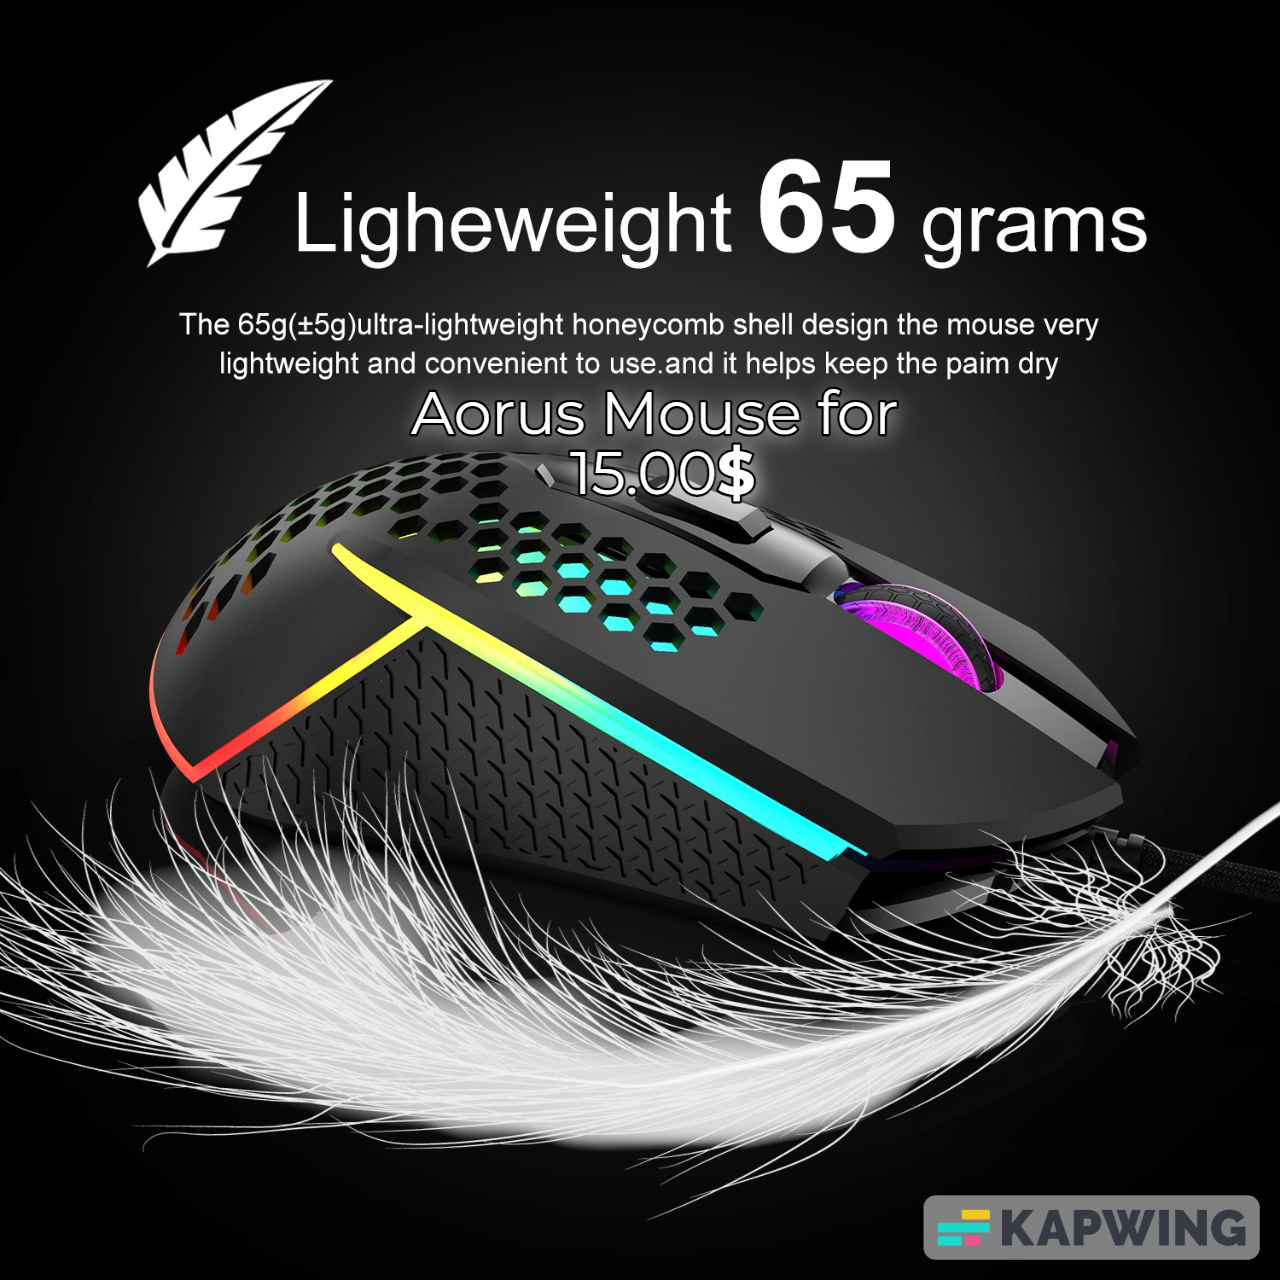 Ligheweight 65 grams
The 65g(±5g)ultra-lightweight honeycomb shell design the mouse very
lightweight and convenient to use.and it helps keep the paim dry
Aorus Mouse for
15.00$
KAPWING